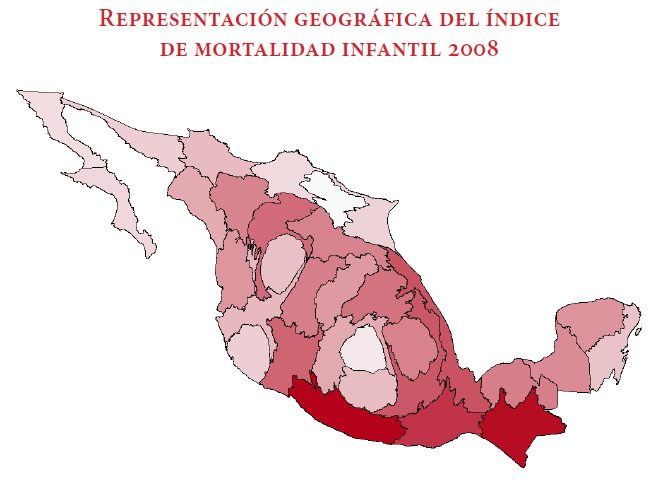 Representación geográfica del índice
de mortalidad infantil 2008